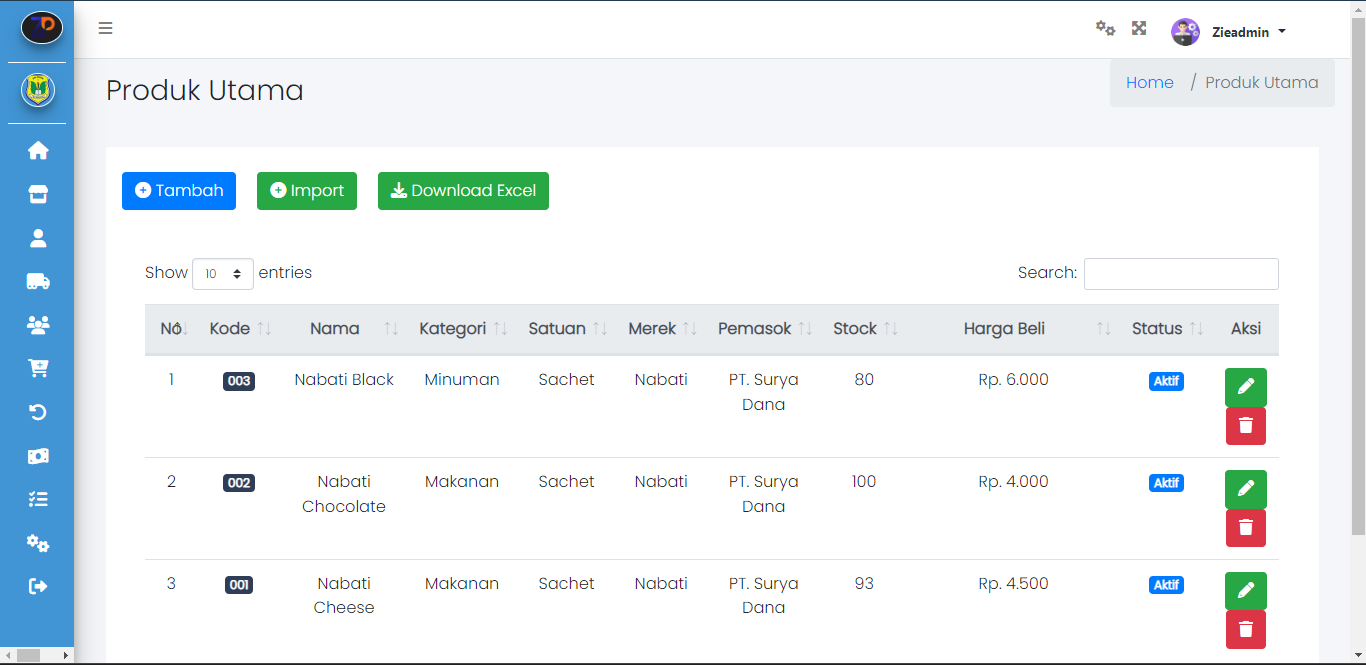 Zieadmin
Produk Utama
Home / Produk Utama
Tambah Import Download Excel
Show 10 entries Search:
No Kode Nama Kategori Satuan Merek Pemasok Stock Harga Beli Status Aksi
1 003 Nabati Black Minuman Sachet Nabati PT. Surya 80 Rp. 6.000 Aktif
Dana
2 002 Nabati Makanan Sachet Nabati PT. Surya 100 Rp. 4.000 Aktif
Chocolate Dana
3 001 Nabati Makanan Sachet Nabati PT. Surya 93 Rp. 4.500 Aktif
Cheese Dana